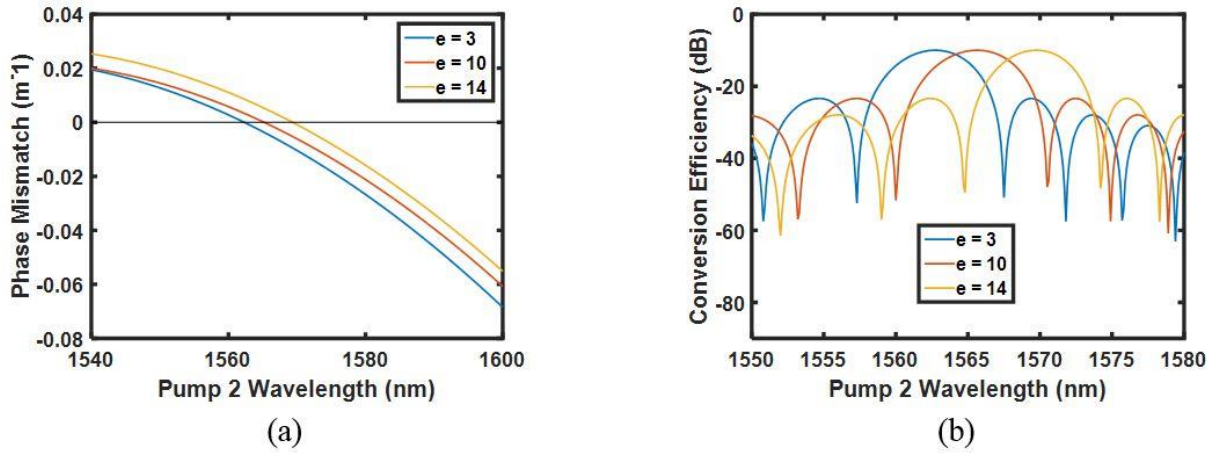 0.04
0.02
0
-0.02
-0.04
-0.06
-0.08
Phase Mismatch (m⁻1)
e = 3
e = 10
e = 14
1540
1560
1580
1600
Pump 2 Wavelength (nm)
(a)
0
-20
-40
-60
-80
Conversion Efficiency (dB)
e = 3
e = 10
e = 14
1550
1555
1560
1565
1570
1575
1580
Pump 2 Wavelength (nm)
(b)